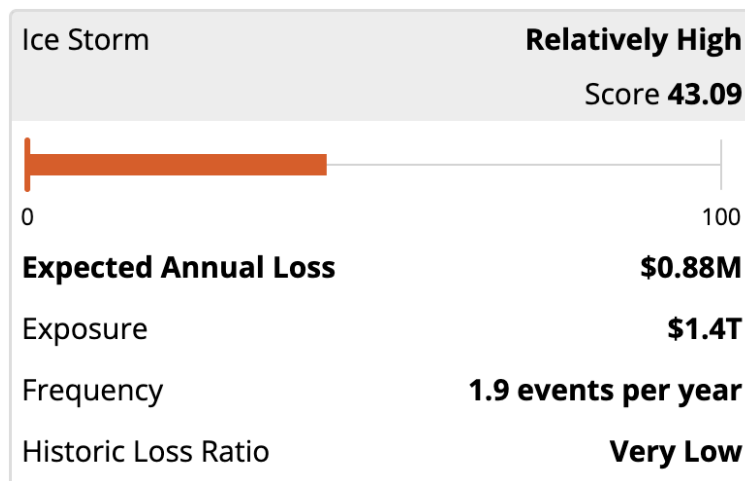 Ice Storm Relatively High
Score 43.09
0 100
Expected Annual Loss $0.88M
Exposure $1.4T
Frequency 1.9 events per year
Historic Loss Ratio Very Low